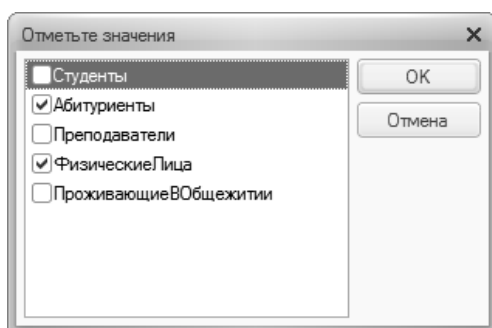 Отметьте значения
Студенты
OK
Абитуриенты
Отмена
Преподаватели
ФизическиеЛица
ПроживающиеВОбщежитии